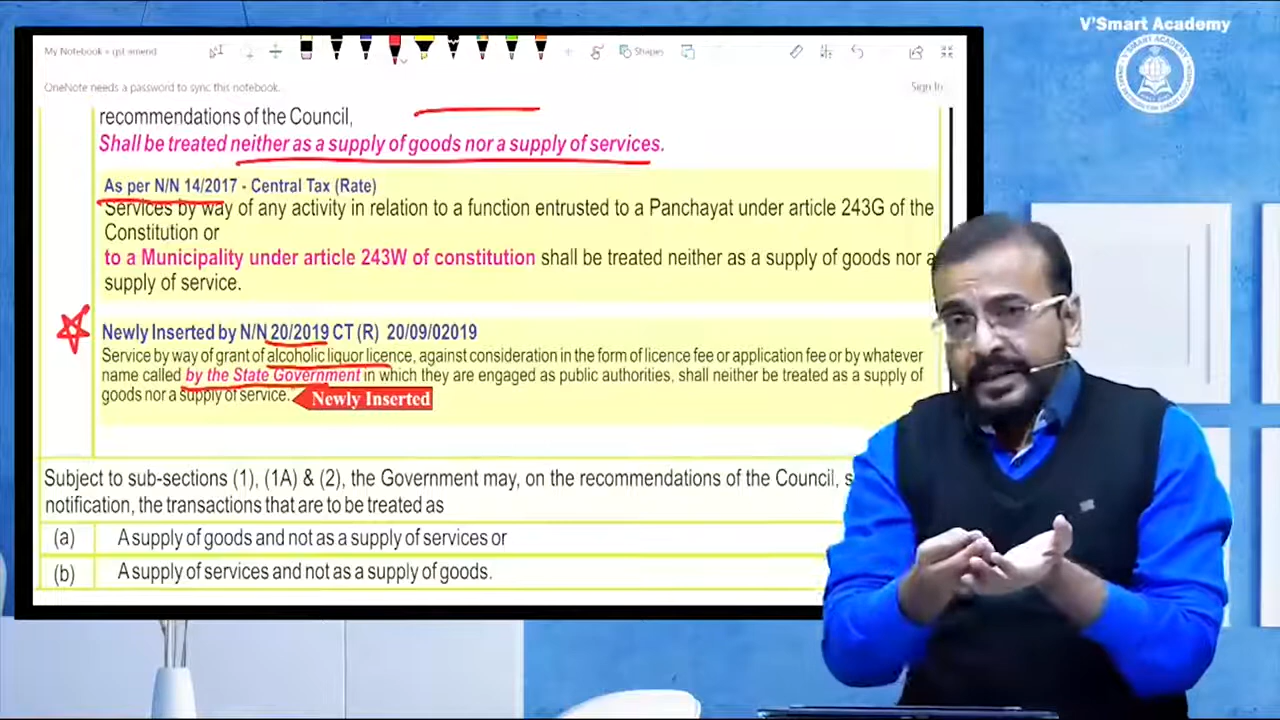 V'Smart Academy
My Notebook » gst amend
Shapes
OneNote needs a password to sync this notebook.
Sign In
recommendations of the Council,
Shall be treated neither as a supply of goods nor a supply of services.
As per N/N 14/2017 - Central Tax (Rate)
Services by way of any activity in relation to a function entrusted to a Panchayat under article 243G of the
Constitution or
to a Municipality under article 243W of constitution shall be treated neither as a supply of goods nor a
supply of service.
Newly Inserted by N/N 20/2019 CT (R) 20/09/02019
Service by way of grant of alcoholic liquor licence, against consideration in the form of licence fee or application fee or by whatever
name called by the State Government in which they are engaged as public authorities, shall neither be treated as a supply of
goods nor a supply of service. Newly Inserted
Subject to sub-sections (1), (1A) & (2), the Government may, on the recommendations of the Council, s
notification, the transactions that are to be treated as
(a) A supply of goods and not as a supply of services or
(b) A supply of services and not as a supply of goods.